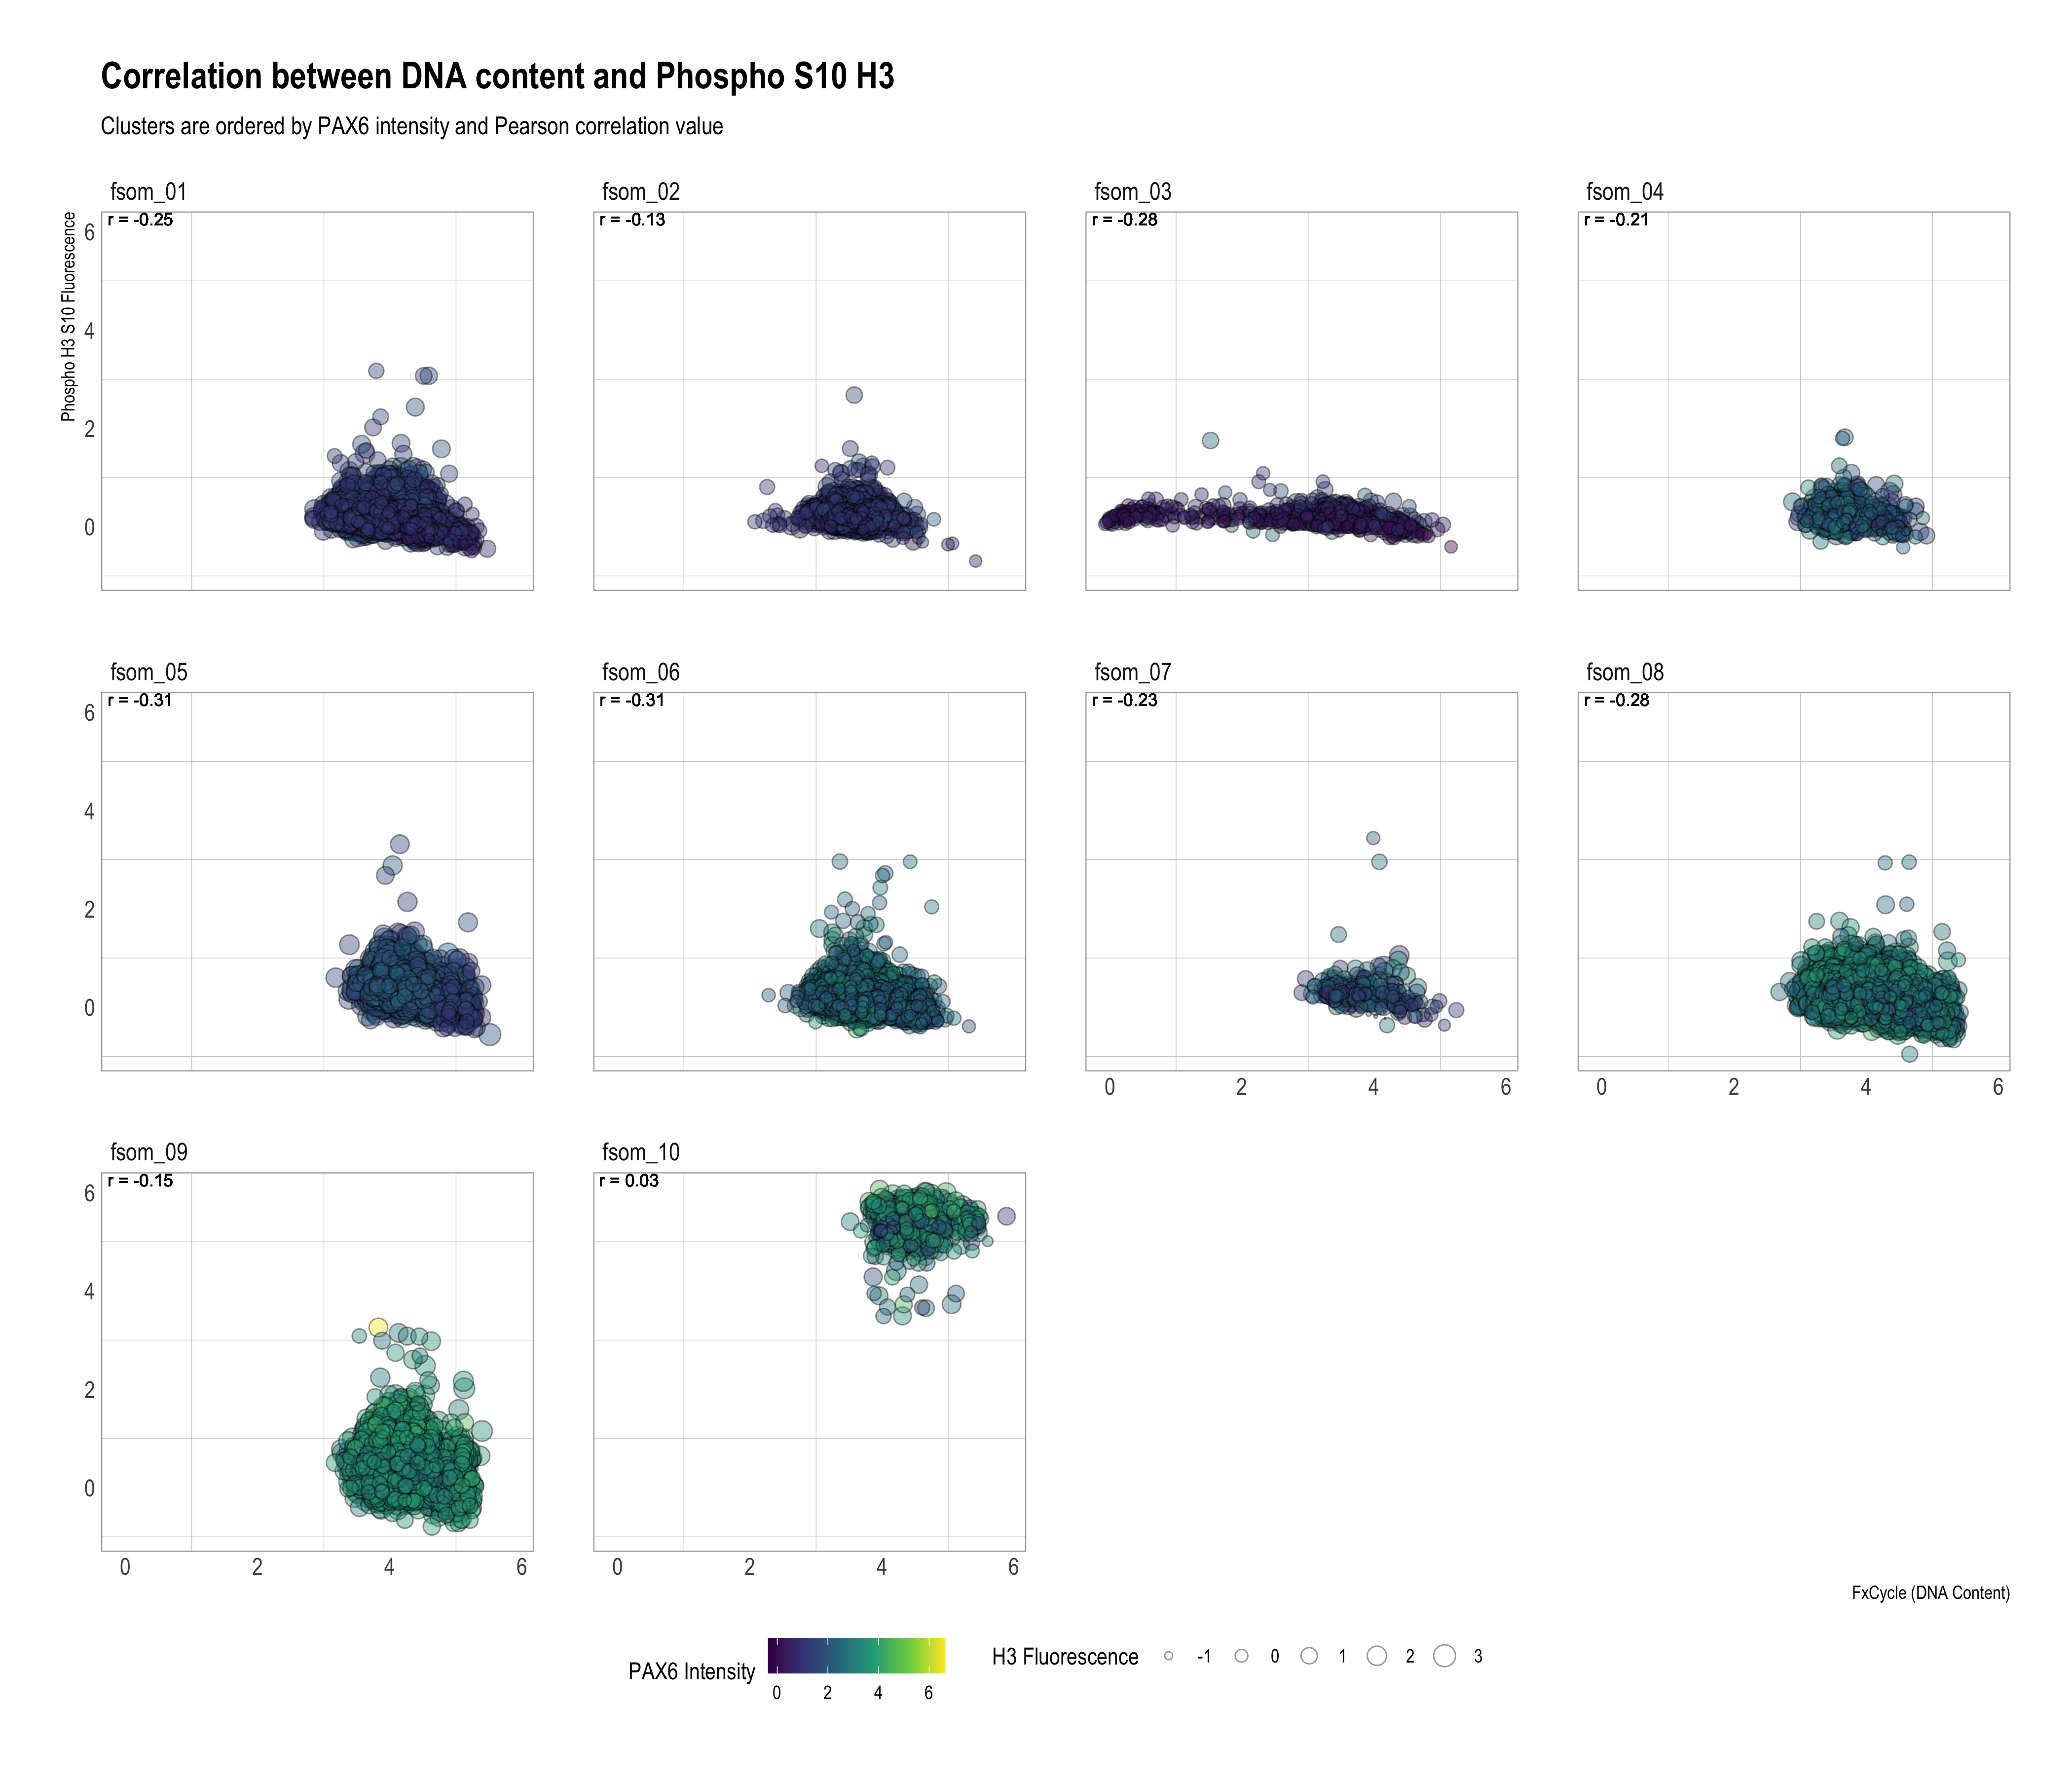 Correlation between DNA content and Phospho S10 H3
Clusters are ordered by PAX6 intensity and Pearson correlation value
fsom_01
fsom_02
fsom_03
fsom_04
r = -0.25
r = -0.13
r = -0.28
r = -0.21
Phospho H3 S10 Fluorescence
6
4
2
0
fsom_05
fsom_06
fsom_07
fsom_08
r = -0.31
r = -0.31
r = -0.23
r = -0.28
6
4
2
0
0 2 4 6
0 2 4 6
fsom_09
fsom_10
r = -0.15
r = 0.03
6
4
2
0
0 2 4 6
0 2 4 6
FxCycle (DNA Content)
PAX6 Intensity
0 2 4 6
H3 Fluorescence
-1 0 1 2 3